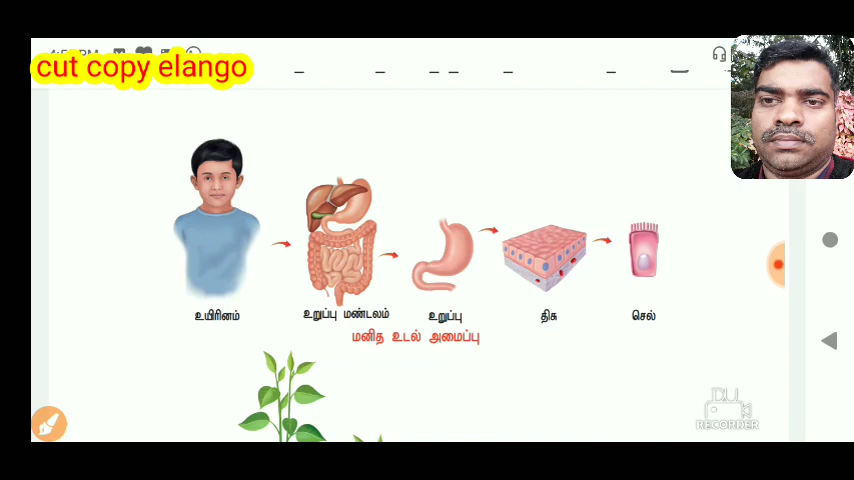 cut copy elango
உயிரினம்
உறுப்பு மண்டலம்
உறுப்பு
திசு
செல்
மனித உடல் அமைப்பு
RECORDER